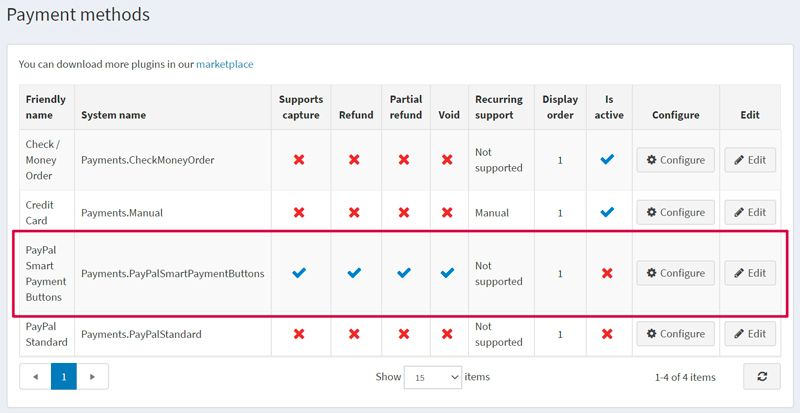 Payment methods
You can download more plugins in our marketplace
Friendly name System name Supports capture Refund Partial refund Void Recurring support Display order Is active Configure Edit
Check / Money Order Payments.CheckMoneyOrder Not supported 1 Configure Edit
Credit Card Payments.Manual Manual 1 Configure Edit
PayPal Smart Payment Buttons Payments.PayPalSmartPaymentButtons Not supported 1 Configure Edit
PayPal Standard Payments.PayPalStandard Not supported 1 Configure Edit
1 Show 15 items 1-4 of 4 items